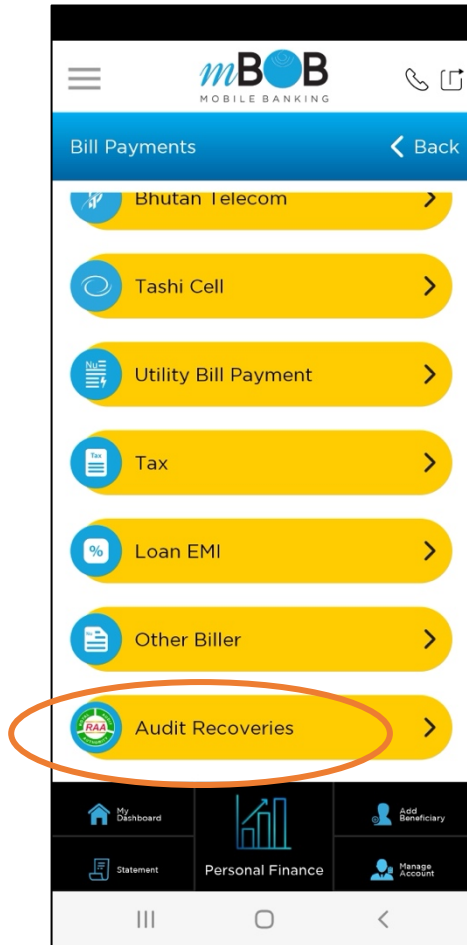 mBOB
MOBILE BANKING
Bill Payments
Back
Bhutan Telecom
Tashi Cell
Nu
Utility Bill Payment
Tax
Tax
%
Loan EMI
Other Biller
RAA
Audit Recoveries
My
Dashboard
Add
Beneficiary
Statement
Personal Finance
Manage
Account